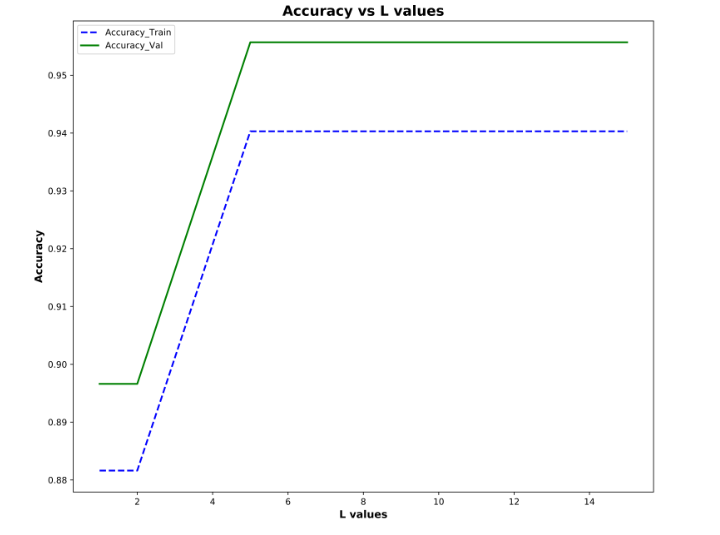 Accuracy vs L values
Accuracy_Train
Accuracy_Val
0.95
0.94
0.93
0.92
0.91
0.90
0.89
0.88
Accuracy
2 4 6 8 10 12 14
L values